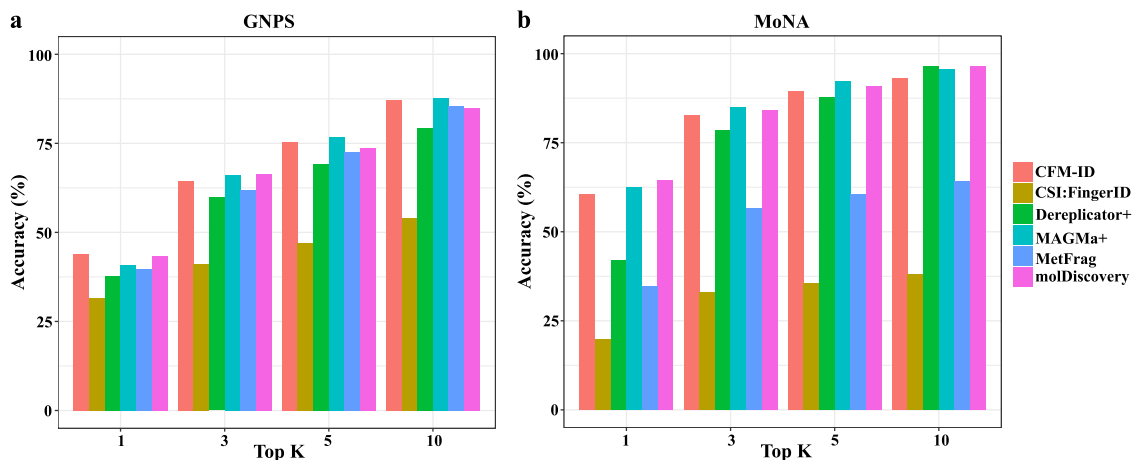 a
GNPS
100
75
50
25
0
Accuracy (%)
1
3
5
10
Top K
b
MoNA
100
75
50
25
0
Accuracy (%)
1
3
5
10
Top K
CFM-ID
CSI:FingerID
Dereplicator+
MAGMa+
MetFrag
molDiscovery